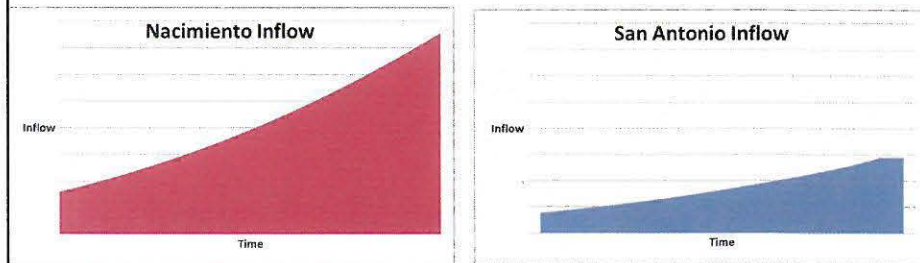 Nacimiento Inflow
Inflow
Time
San Antonio Inflow
Inflow
Time